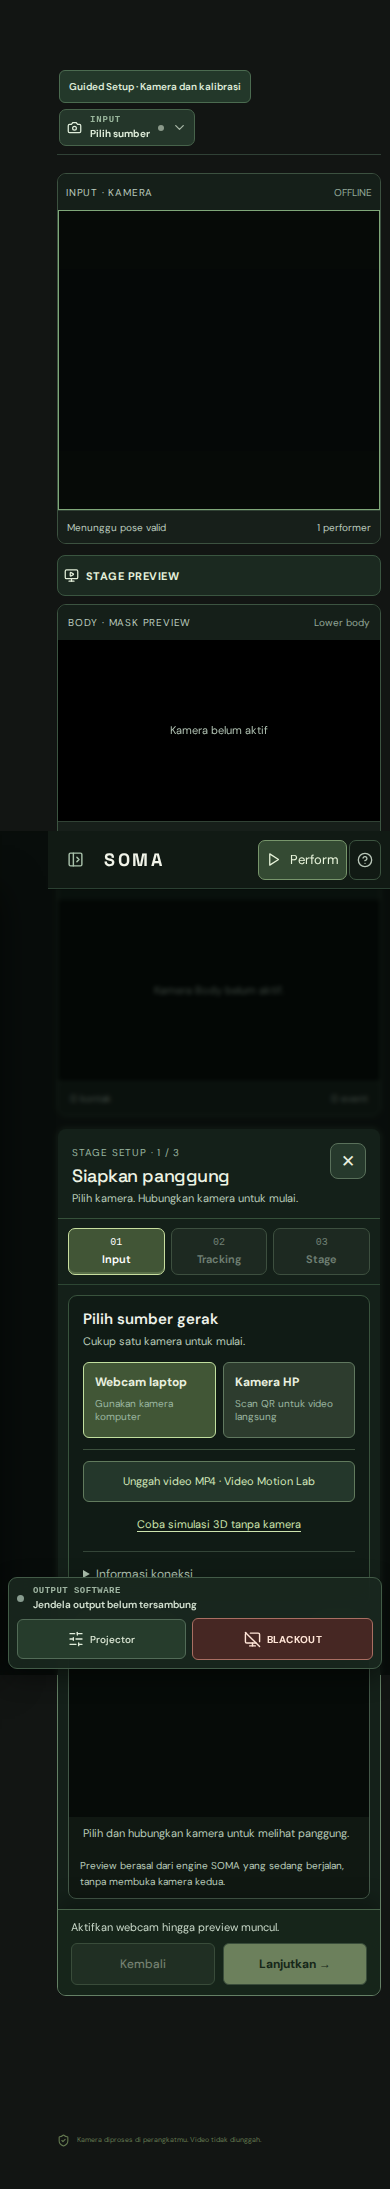 Guided Setup · Kamera dan kalibrasi
INPUT
Pilih sumber
INPUT · KAMERA
OFFLINE
Menunggu pose valid
1 performer
STAGE PREVIEW
BODY · MASK PREVIEW
Lower body
Kamera belum aktif
SOMA
Perform
Kamera Body belum aktif
STAGE SETUP · 1 / 3
Siapkan panggung
Pilih kamera. Hubungkan kamera untuk mulai.
01
Input
02
Tracking
03
Stage
Pilih sumber gerak
Cukup satu kamera untuk mulai.
Webcam laptop
Gunakan kamera
komputer
Kamera HP
Scan QR untuk video
langsung
Unggah video MP4 · Video Motion Lab
Coba simulasi 3D tanpa kamera
Informasi koneksi
OUTPUT SOFTWARE
Jendela output belum tersambung
Projector
BLACKOUT
Pilih dan hubungkan kamera untuk melihat panggung.
Preview berasal dari engine SOMA yang sedang berjalan,
tanpa membuka kamera kedua.
Aktifkan webcam hingga preview muncul.
Kembali
Lanjutkan →
Kamera diproses di perangkatmu. Video tidak diunggah.